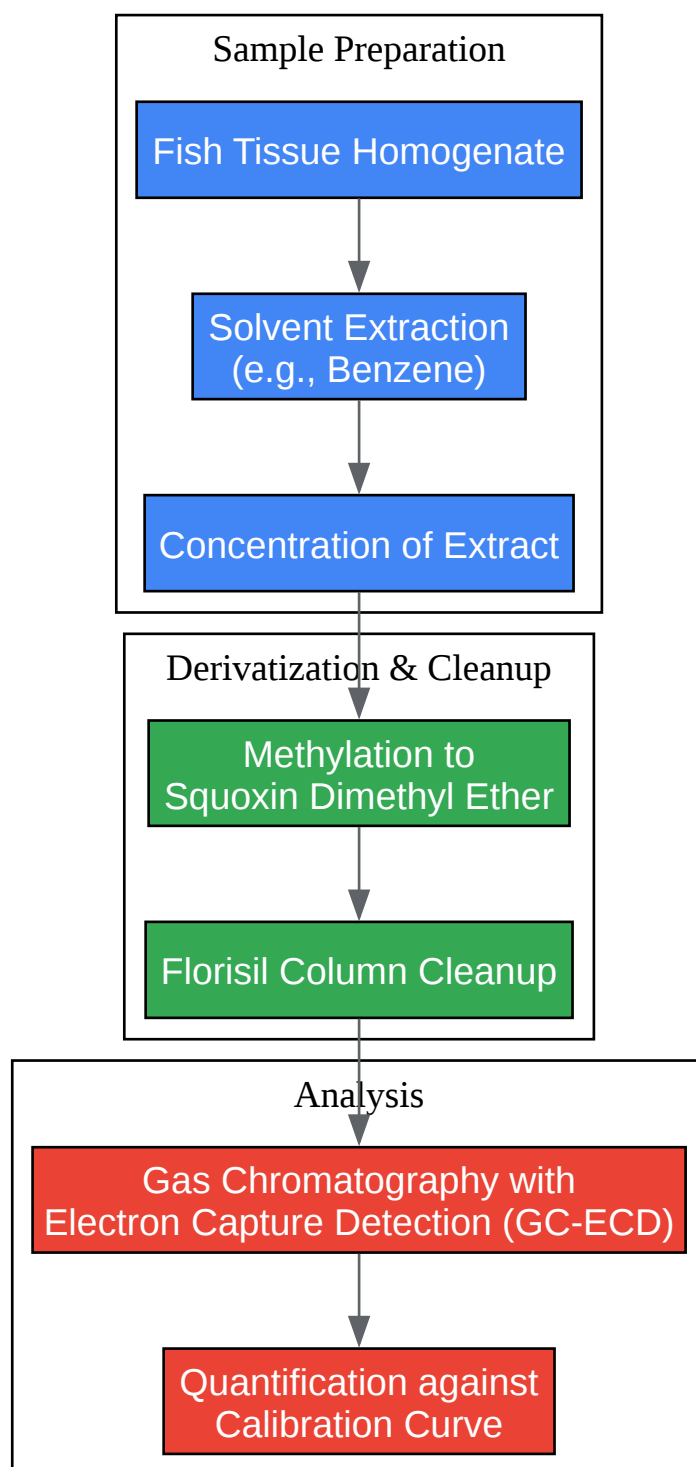 Sample Preparation
Fish Tissue Homogenate
Solvent Extraction
(e.g., Benzene)
Concentration of Extract
Derivatization & Cleanup
Methylation to
Squoxin Dimethyl Ether
Florisil Column Cleanup
Analysis
Gas Chromatography with
Electron Capture Detection (GC-ECD)
Quantification against
Calibration Curve